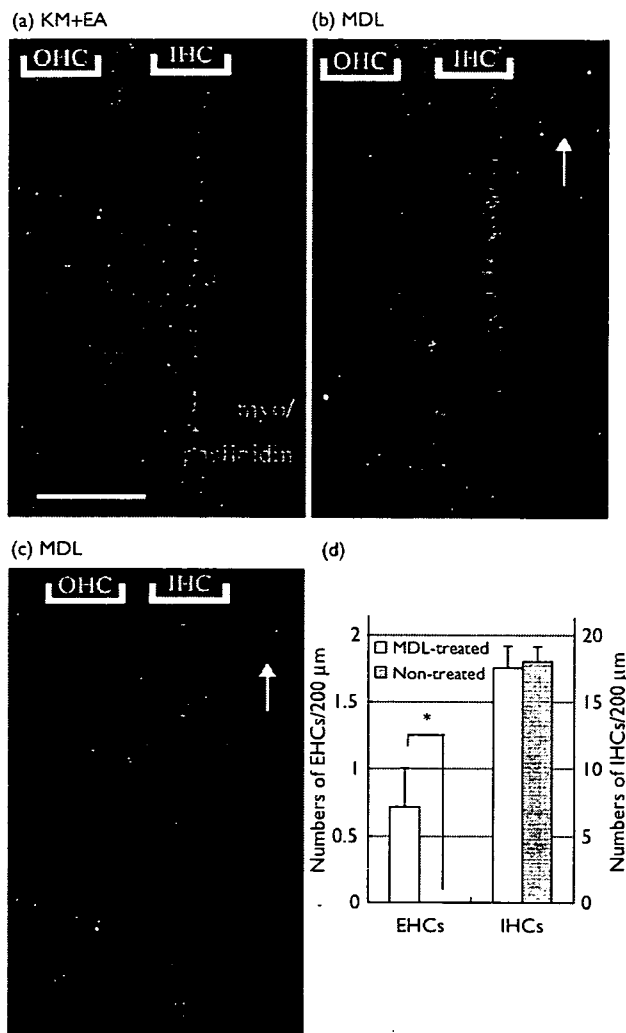 (a) KM+EA
OHC
IHC
myo/
(b) MDL
OHC
IHC
(c) MDL
OHC
IHC
(d)
Numbers of EHCs/200 μm
2
1.5
1
0.5
0
MDL-treated
Non-treated
*
20
15
10
5
0
Numbers of IHCs/200 μm
EHCs
IHCs